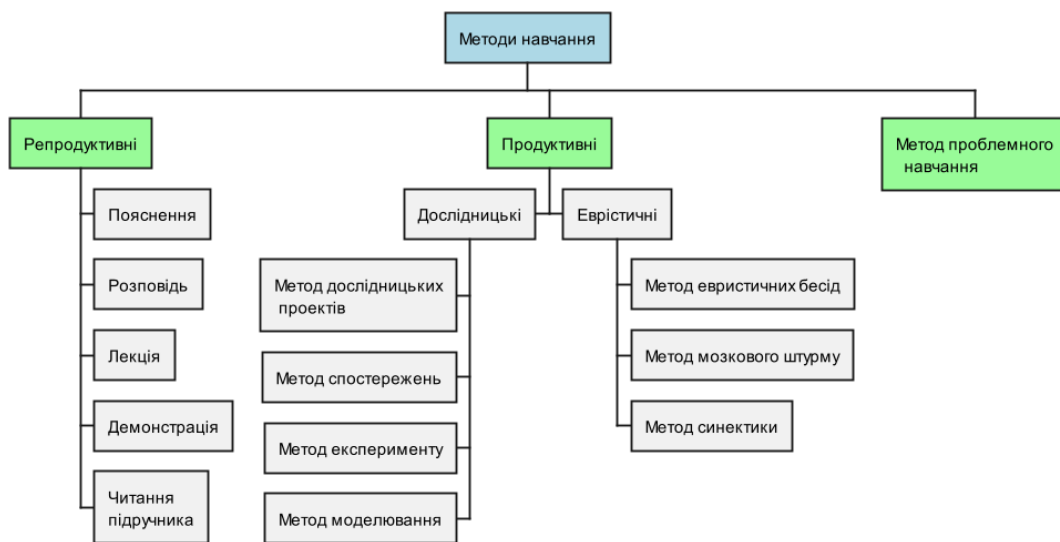 Методи навчання
Репродуктивні
Продуктивні
Метод проблемного
навчання
Пояснення
Розповідь
Лекція
Демонстрація
Читання
підручника
Дослідницькі
Еврістичні
Метод дослідницьких
проектів
Метод спостережень
Метод експерименту
Метод моделювання
Метод евристичних бесід
Метод мозкового штурму
Метод синектики